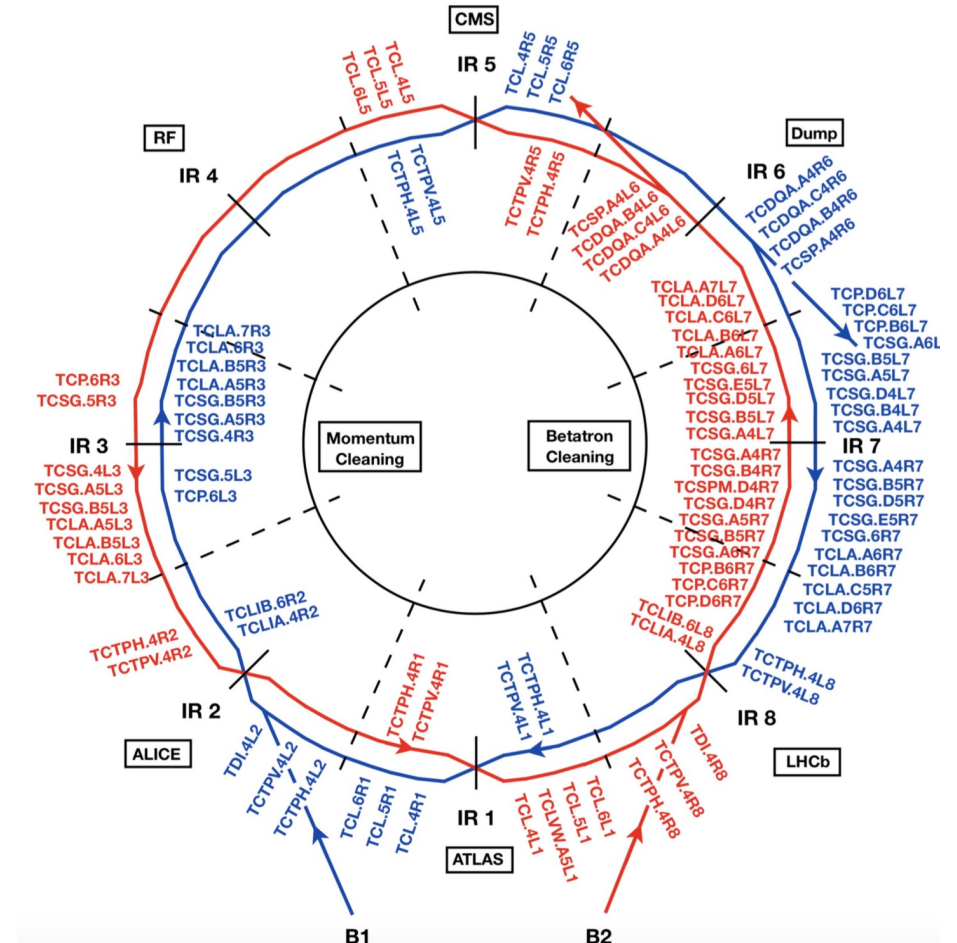 CMS
IR 5
TCL.6L5
TCL.5L5
TCL.4L5
TCL.4R5
TCL.5R5
TCL.6R5
RF
IR 4
TCTPH.4L5
TCTPV.4L5
TCTPV.4R5
TCTPH.4R5
Dump
IR 6
TCSP.A4L6
TCDQA.B4L6
TCDQA.C4L6
TCDQA.A4L6
TCDQA.A4R6
TCDQA.C4R6
TCDQA.B4R6
TCSP.A4R6
TCLA.7R3
TCLA.6R3
TCLA.B5R3
TCLA.A5R3
TCSG.B5R3
TCSG.A5R3
TCSG.4R3
TCP.6R3
TCSG.5R3
IR 3
TCSG.4L3
TCSG.A5L3
TCSG.B5L3
TCLA.A5L3
TCLA.B5L3
TCLA.6L3
TCLA.7L3
TCSG.5L3
TCP.6L3
Momentum
Cleaning
Betatron
Cleaning
TCLA.A7L7
TCLA.D6L7
TCLA.C6L7
TCLA.B6L7
TCLA.A6L7
TCSG.6L7
TCSG.E5L7
TCSG.D5L7
TCSG.B5L7
TCSG.A4L7
TCSG.A4R7
TCSG.B4R7
TCSPM.D4R7
TCSG.D4R7
TCSG.A5R7
TCSG.B5R7
TCSG.A6R7
TCP.B6R7
TCP.C6R7
TCP.D6R7
TCP.D6L7
TCP.C6L7
TCP.B6L7
TCSG.A6L
TCSG.B5L7
TCSG.A5L7
TCSG.D4L7
TCSG.B4L7
TCSG.A4L7
IR 7
TCSG.A4R7
TCSG.B5R7
TCSG.D5R7
TCSG.E5R7
TCSG.6R7
TCLA.A6R7
TCLA.B6R7
TCLA.C5R7
TCLA.D6R7
TCLA.A7R7
TCLIB.6R2
TCLIA.4R2
TCTPH.4R2
TCTPV.4R2
IR 2
ALICE
TDI.4L2
TCTPV.4L2
TCTPH.4L2
TCLIB.6L8
TCLIA.4L8
TCTPH.4L8
TCTPV.4L8
IR 8
LHCb
TDI.4R8
TCTPV.4R8
TCTPH.4R8
TCTPH.4R1
TCTPV.4R1
TCTPH.4L1
TCTPV.4L1
TCL.6R1
TCL.5R1
TCL.4R1
IR 1
ATLAS
TCL.4L1
TCLVW.A5L1
TCL.5L1
TCL.6L1
B1
B2